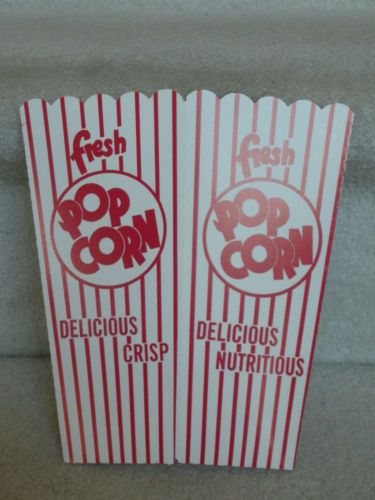 fresh
POP
CORN
DELICIOUS
CRISP
fresh
POP
CORN
DELICIOUS
NUTRITIOUS